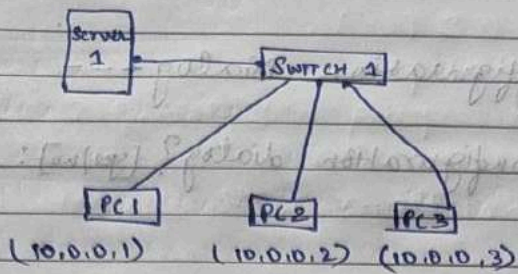 Server
1
SWITCH 1
PC1
PC2
PC3
(10.0.0.1)
(10.0.0.2)
(10.0.0.3)